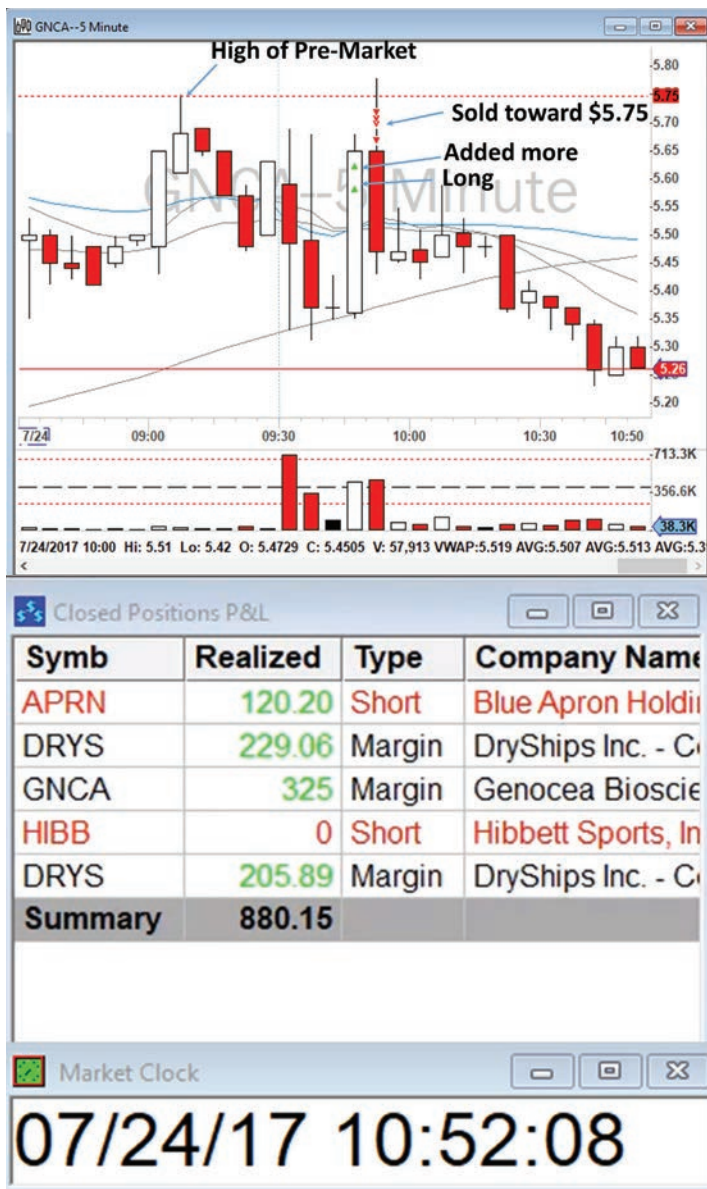 GNCA--5 Minute
High of Pre-Market
GNCA--5 Minute
Sold toward $5.75
Added more
Long
5.80
5.75
5.70
5.65
5.60
5.55
5.50
5.45
5.40
5.35
5.30
5.26
5.20
7/24 09:00 09:30 10:00 10:30 10:50
713.3K
356.6K
38.3K
7/24/2017 10:00 Hi: 5.51 Lo: 5.42 O: 5.4729 C: 5.4505 V: 57,913 VWAP:5.519 AVG:5.507 AVG:5.513 AVG:5.3
Closed Positions P&L
Symb Realized Type Company Name
APRN 120.20 Short Blue Apron Holdi
DRYS 229.06 Margin DryShips Inc. - C
GNCA 325 Margin Genocea Bioscie
HIBB 0 Short Hibbett Sports, In
DRYS 205.89 Margin DryShips Inc. - C
Summary 880.15
Market Clock
07/24/17 10:52:08